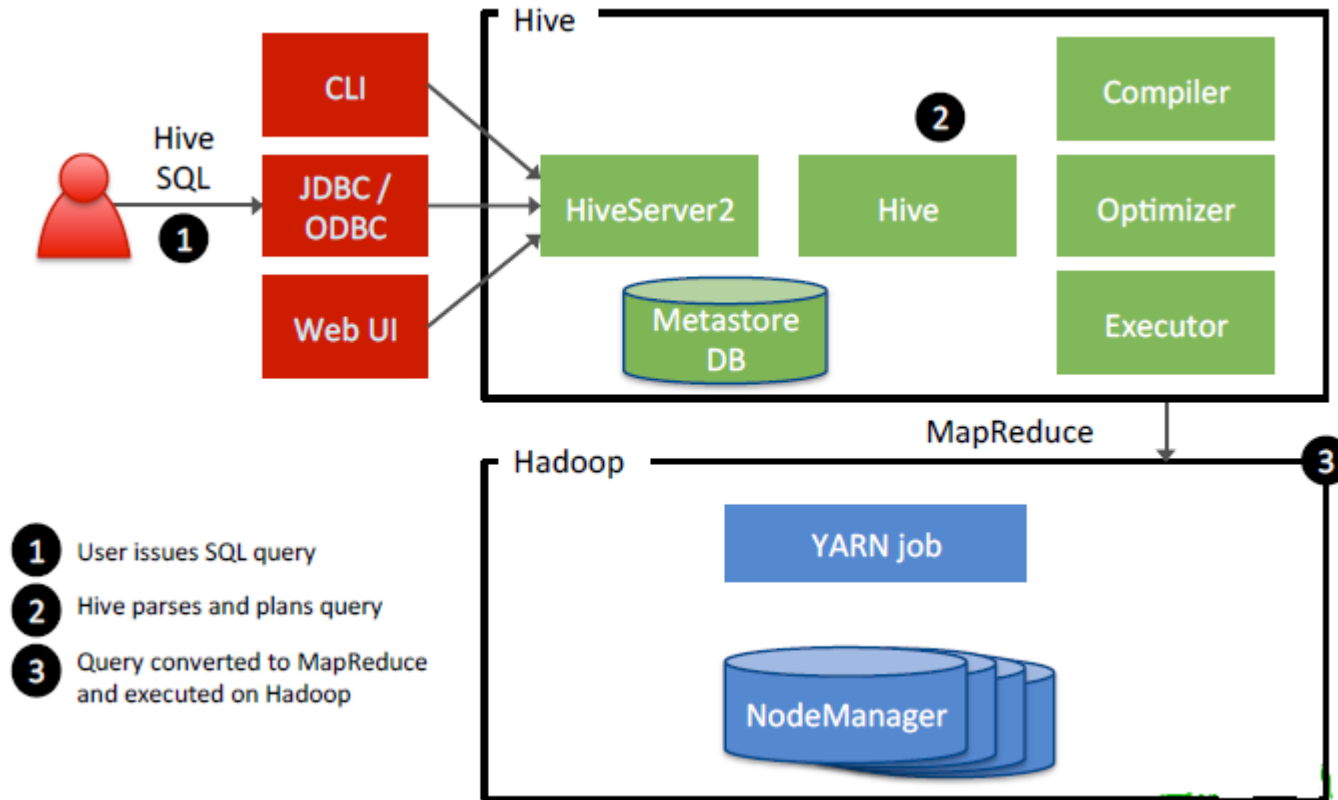 Hive
CLI
Compiler
2
Hive
SQL
JDBC /
ODBC
HiveServer2
Hive
Optimizer
1
Web UI
Metastore
DB
Executor
MapReduce
Hadoop
3
YARN job
1 User issues SQL query
2 Hive parses and plans query
3 Query converted to MapReduce
and executed on Hadoop
NodeManager